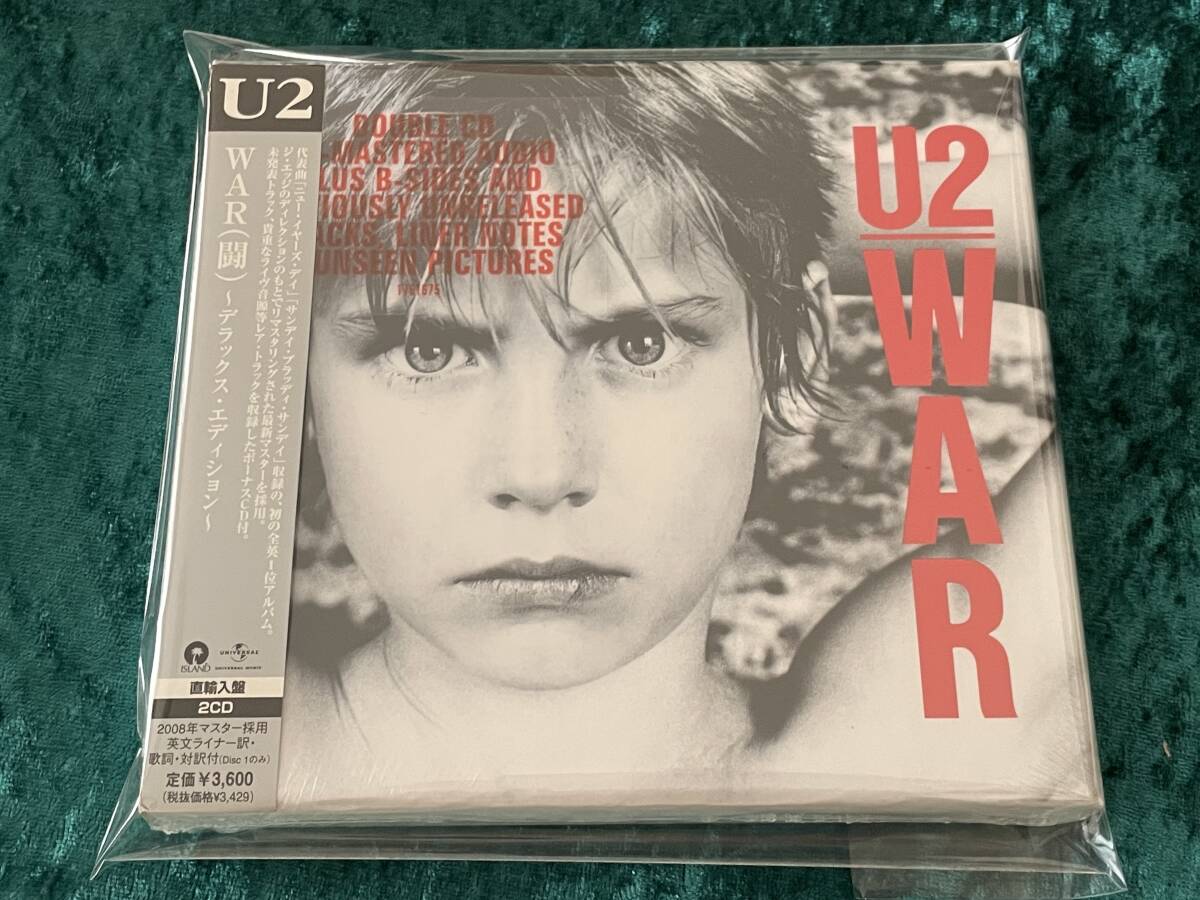 U2
WAR(闘)
~デラックス・エディション~
代表曲「ニュー・イヤーズ・デイ」「サンデイ・ブラッディ・サンデイ」収録の、初の全英1位アルバム。
ジ・エッジのディレクションのもとでリマスタリングされた最新マスターを採用。
未発表トラック、貴重なライヴ音源等レア・トラックを収録したボーナスCD付。
ISLAND
UNIVERSAL
UNIVERSAL MUSIC
直輸入盤
2CD
2008年マスター採用
英文ライナー訳・
歌詞・対訳付(Disc 1のみ)
定価¥3,600
(税抜価格¥3,429)
DOUBLE CD
MASTERED AUDIO
LUS B-SIDES AND
IOUSLY UNRELEASED
ACKS, LINER NOTES
UNSEEN PICTURES
U2
WAR